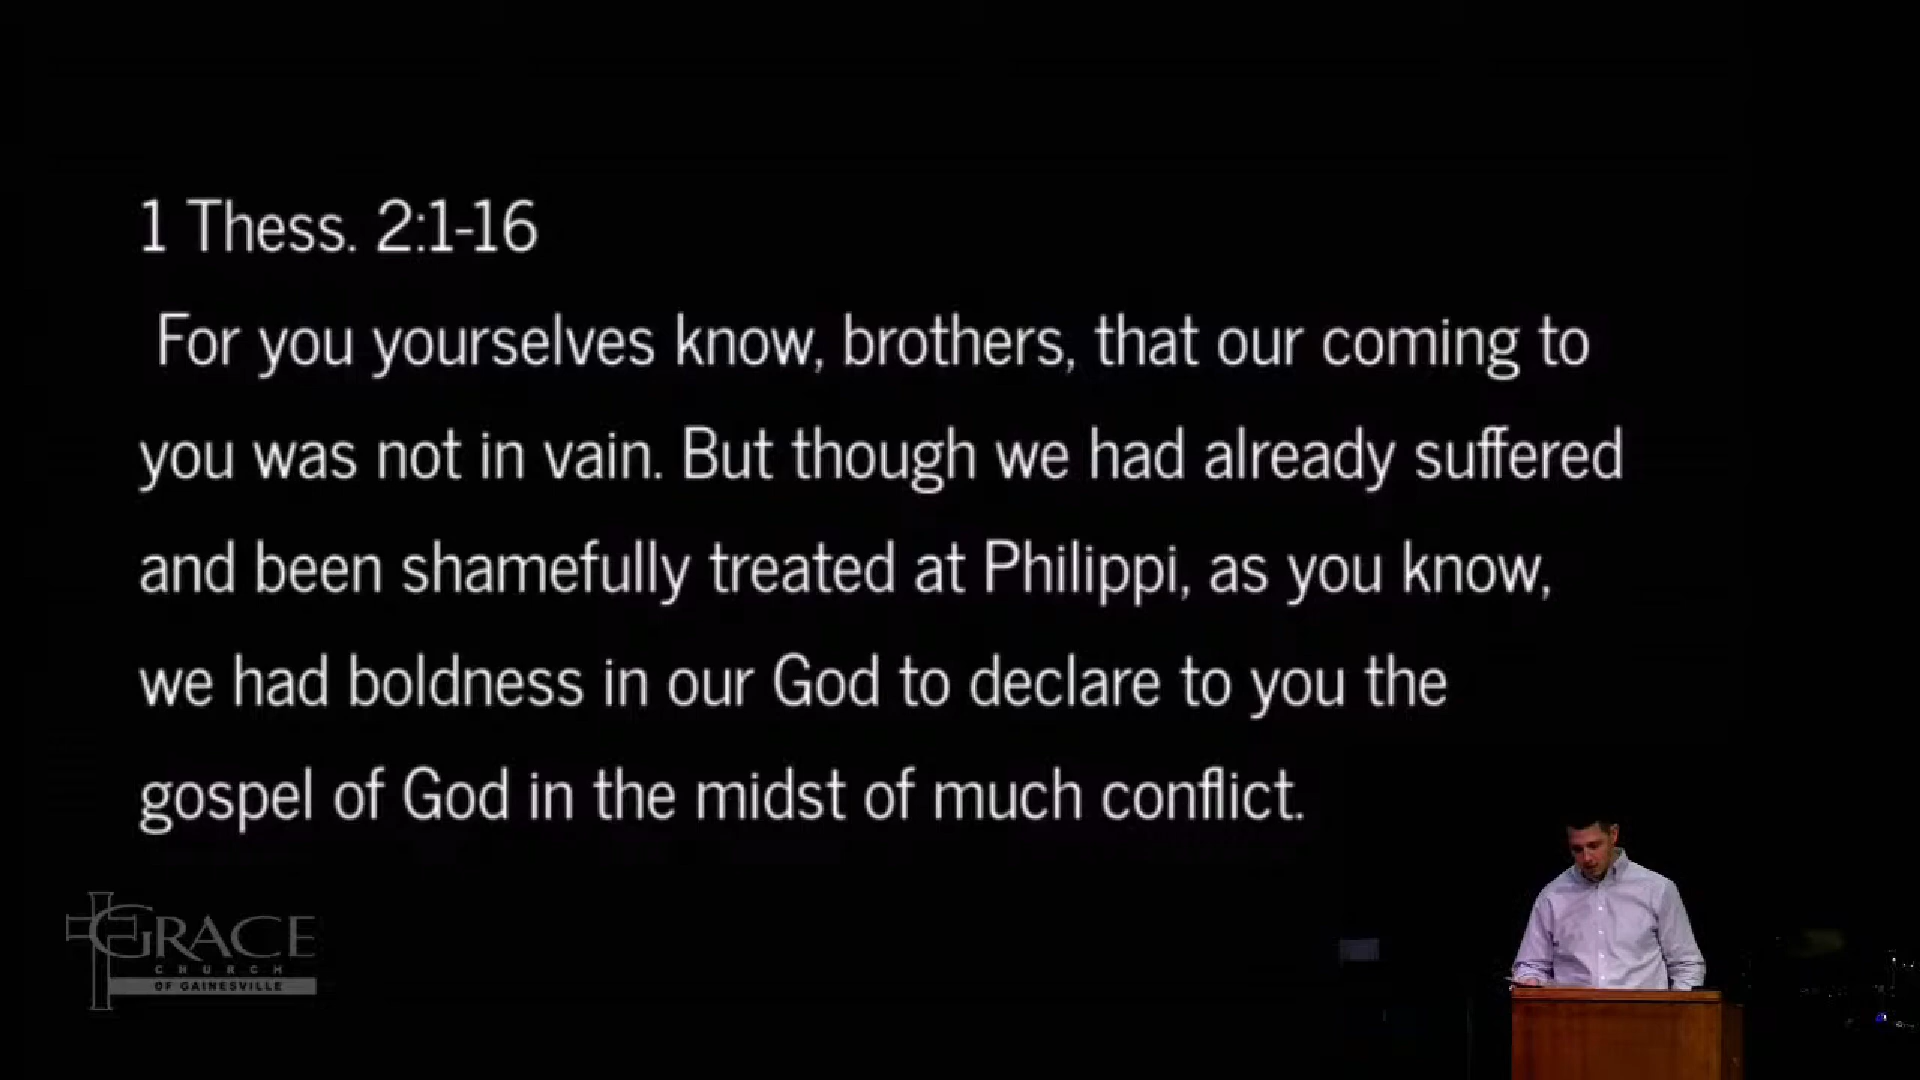 1 Thess. 2:1-16
For you yourselves know, brothers, that our coming to
you was not in vain. But though we had already suffered
and been shamefully treated at Philippi, as you know,
we had boldness in our God to declare to you the
gospel of God in the midst of much conflict.
GRACE
CHURCH
OF GAINESVILLE